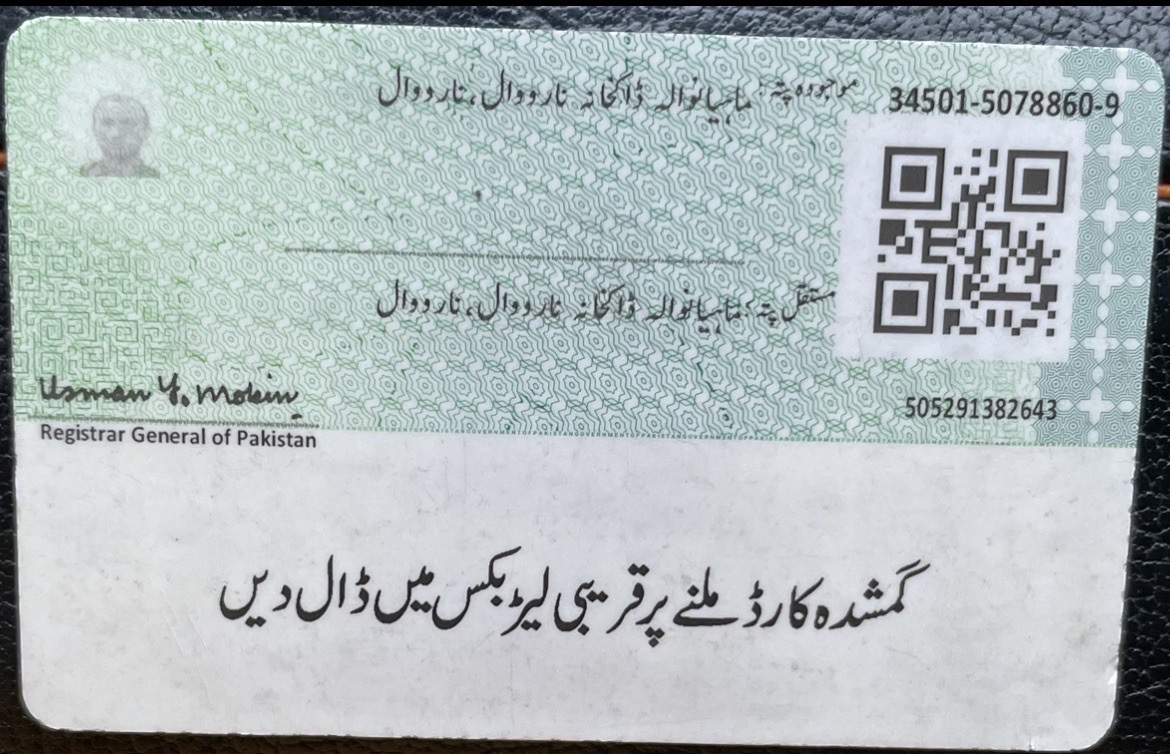 34501-5078860-9
موجودہ پتہ: ماہیانوالہ ڈاکخانہ نارووال، نارووال
مستقل پتہ: ماہیانوالہ ڈاکخانہ نارووال، نارووال
Usman Y. Mobin
505291382643
Registrar General of Pakistan
گمشدہ کارڈ ملنے پر قریبی لیٹر بکس میں ڈال دیں